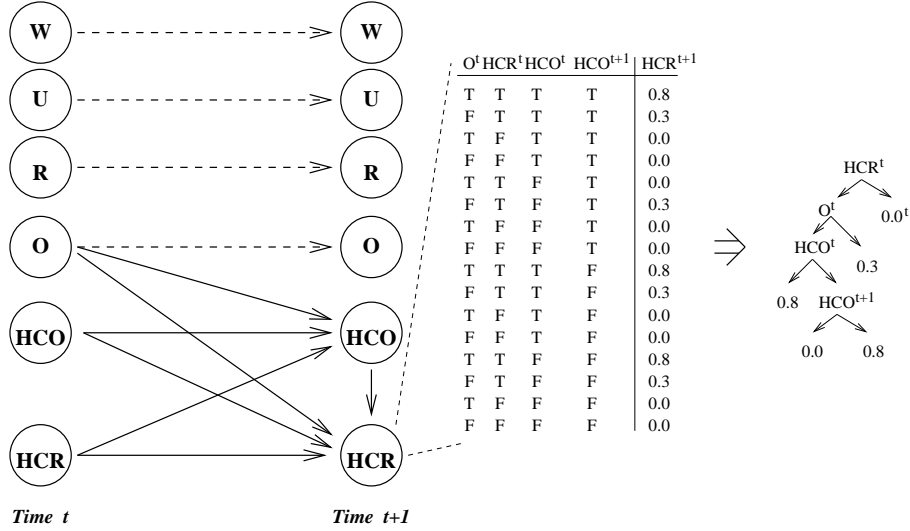 W W
U U
R R
O O
HCO HCO
HCR HCR
Time t Time t+1
O^t HCR^t HCO^t HCO^t+1 HCR^t+1
T T T T 0.8
F T T T 0.3
T F T T 0.0
F F T T 0.0
T T F T 0.0
F T F T 0.3
T F F T 0.0
F F F T 0.0
T T T F 0.8
F T T F 0.3
T F T F 0.0
F F T F 0.0
T T F F 0.8
F T F F 0.3
T F F F 0.0
F F F F 0.0
HCR^t
O^t 0.0^t
HCO^t 0.3
0.8 HCO^t+1
0.0 0.8